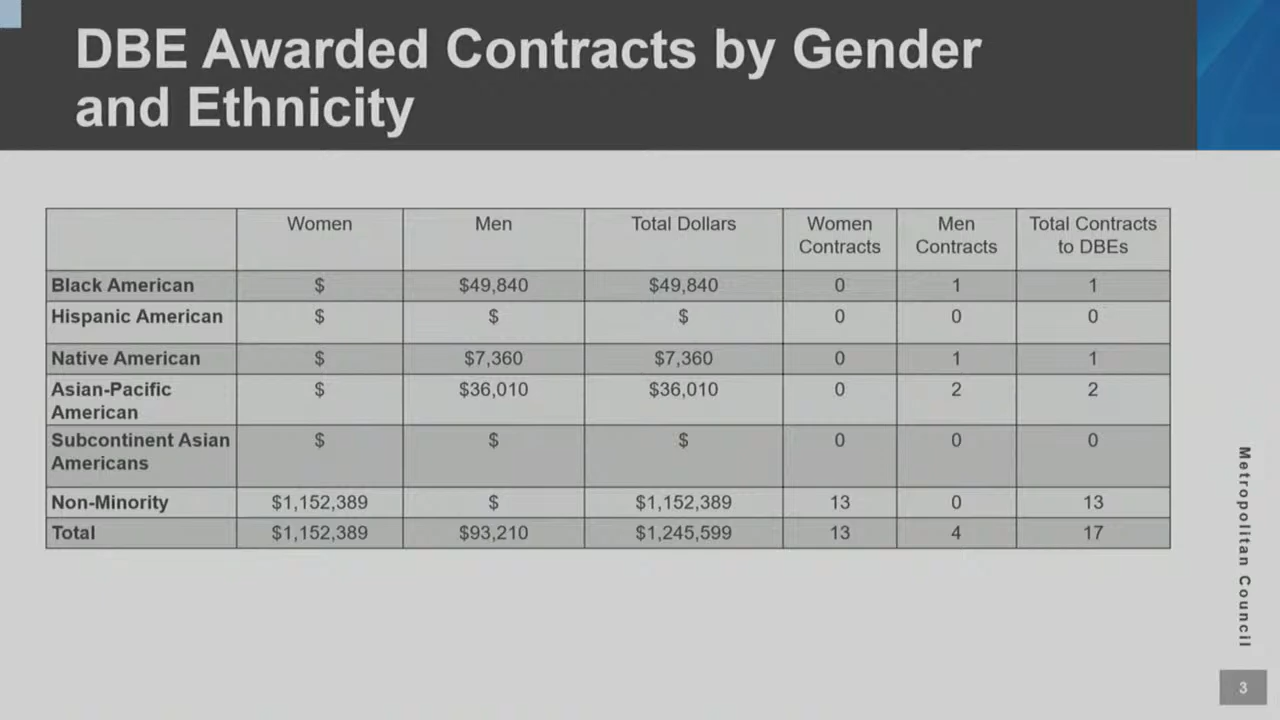 DBE Awarded Contracts by Gender
and Ethnicity
Women Men Total Dollars Women Contracts Men Contracts Total Contracts to DBEs
Black American $ $49,840 $49,840 0 1 1
Hispanic American $ $ $ 0 0 0
Native American $ $7,360 $7,360 0 1 1
Asian-Pacific American $ $36,010 $36,010 0 2 2
Subcontinent Asian Americans $ $ $ 0 0 0
Non-Minority $1,152,389 $ $1,152,389 13 0 13
Total $1,152,389 $93,210 $1,245,599 13 4 17
Metropolitan Council
3